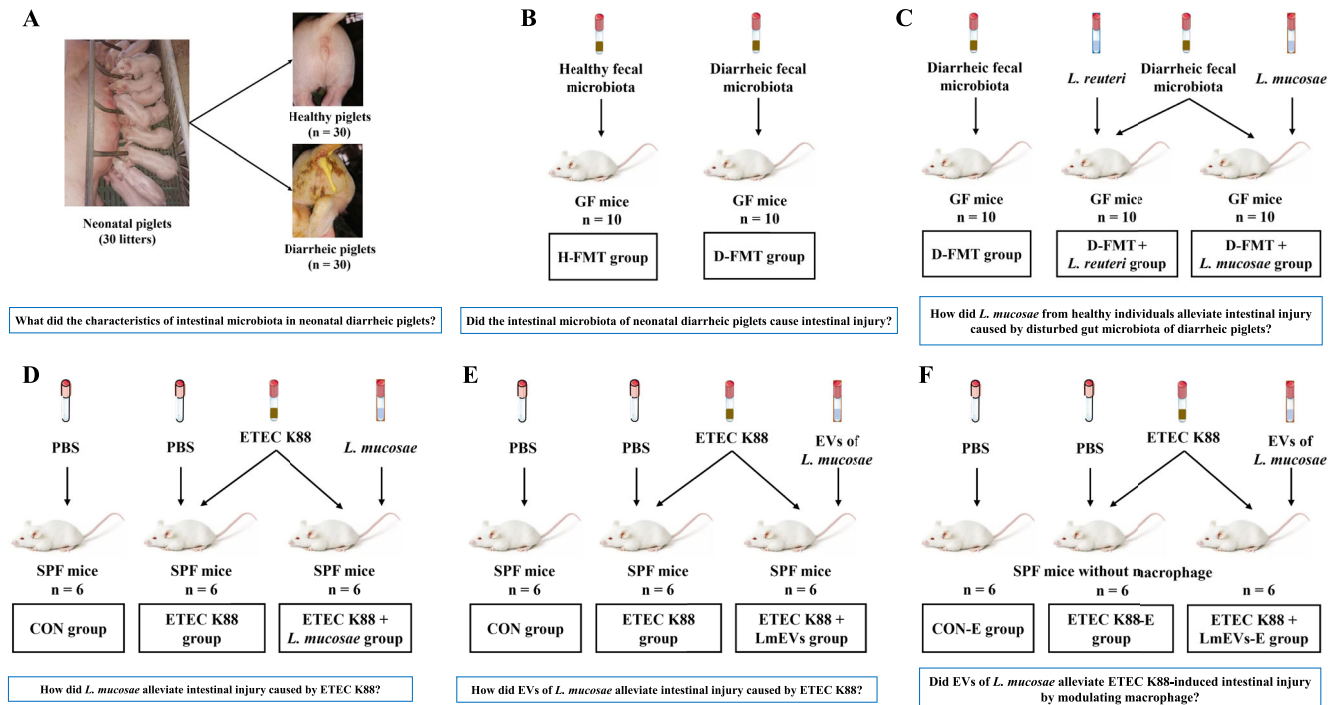 A
Neonatal piglets
(30 litters)
Healthy piglets
(n = 30)
Diarrheic piglets
(n = 30)
What did the characteristics of intestinal microbiota in neonatal diarrheic piglets?
B
Healthy fecal
microbiota
Diarrheic fecal
microbiota
GF mice
n = 10
GF mice
n = 10
H-FMT group
D-FMT group
Did the intestinal microbiota of neonatal diarrheic piglets cause intestinal injury?
C
Diarrheic fecal
microbiota
L. reuteri
Diarrheic fecal
microbiota
L. mucosae
GF mice
n = 10
GF mice
n = 10
GF mice
n = 10
D-FMT group
D-FMT +
L. reuteri group
D-FMT +
L. mucosae group
How did L. mucosae from healthy individuals alleviate intestinal injury
caused by disturbed gut microbiota of diarrheic piglets?
D
PBS
PBS
ETEC K88
L. mucosae
SPF mice
n = 6
SPF mice
n = 6
SPF mice
n = 6
CON group
ETEC K88
group
ETEC K88 +
L. mucosae group
How did L. mucosae alleviate intestinal injury caused by ETEC K88?
E
PBS
PBS
ETEC K88
EVs of
L. mucosae
SPF mice
n = 6
SPF mice
n = 6
SPF mice
n = 6
CON group
ETEC K88
group
ETEC K88 +
LmEVs group
How did EVs of L. mucosae alleviate intestinal injury caused by ETEC K88?
F
PBS
PBS
ETEC K88
EVs of
L. mucosae
SPF mice without macrophage
n = 6
n = 6
n = 6
CON-E group
ETEC K88-E
group
ETEC K88 +
LmEVs-E group
Did EVs of L. mucosae alleviate ETEC K88-induced intestinal injury
by modulating macrophage?